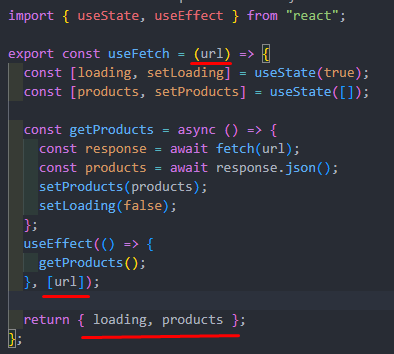 import { useState, useEffect } from "react";
export const useFetch = (url) => {
const [loading, setLoading] = useState(true);
const [products, setProducts] = useState([]);
const getProducts = async () => {
const response = await fetch(url);
const products = await response.json();
setProducts(products);
setLoading(false);
};
useEffect(() => {
getProducts();
}, [url]);
return { loading, products };
};